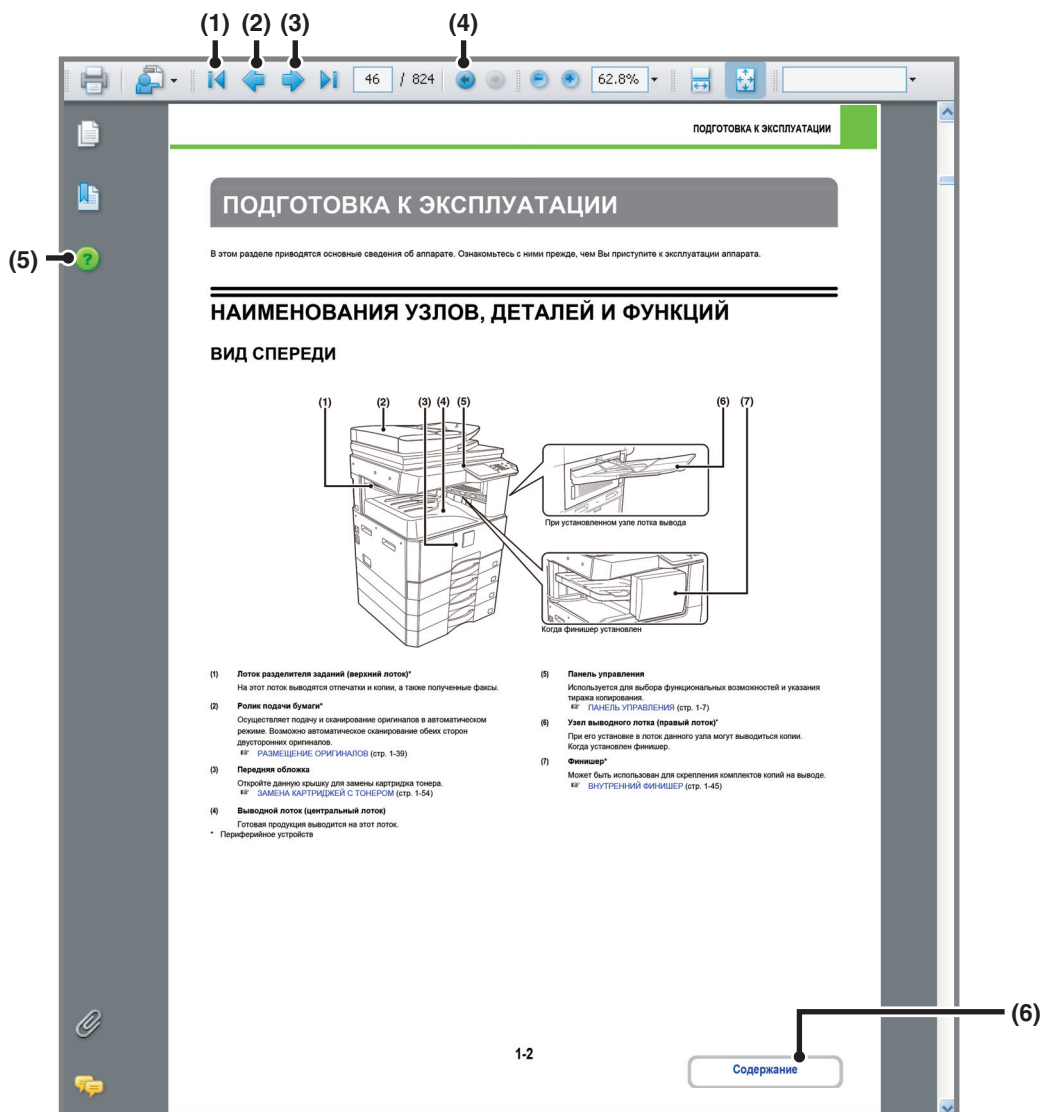 (1) (2) (3) (4)
46 / 824 62.8%
ПОДГОТОВКА К ЭКСПЛУАТАЦИИ
(5)
ПОДГОТОВКА К ЭКСПЛУАТАЦИИ
В этом разделе приводятся основные сведения об аппарате. Ознакомьтесь с ними прежде, чем Вы приступите к эксплуатации аппарата.
НАИМЕНОВАНИЯ УЗЛОВ, ДЕТАЛЕЙ И ФУНКЦИЙ
ВИД СПЕРЕДИ
(1) (2) (3) (4) (5) (6) (7)
При установленном узле лотка вывода
Когда финишер установлен
(1) Лоток разделителя заданий (верхний лоток)*
На этот лоток выводятся отпечатки и копии, а также полученные факсы.
(2) Ролик подачи бумаги*
Осуществляет подачу и сканирование оригиналов в автоматическом
режиме. Возможно автоматическое сканирование обеих сторон
двусторонних оригиналов.
РАЗМЕЩЕНИЕ ОРИГИНАЛОВ (стр. 1-39)
(3) Передняя обложка
Откройте данную крышку для замены картриджа тонера.
ЗАМЕНА КАРТРИДЖЕЙ С ТОНЕРОМ (стр. 1-54)
(4) Выводной лоток (центральный лоток)
Готовая продукция выводится на этот лоток.
* Периферийное устройств
(5) Панель управления
Используется для выбора функциональных возможностей и указания
тиража копирования.
ПАНЕЛЬ УПРАВЛЕНИЯ (стр. 1-7)
(6) Узел выводного лотка (правый лоток)*
При его установке в лоток данного узла могут выводиться копии.
Когда установлен финишер.
(7) Финишер*
Может быть использован для скрепления комплектов копий на выводе.
ВНУТРЕННИЙ ФИНИШЕР (стр. 1-45)
(6)
1-2
Содержание